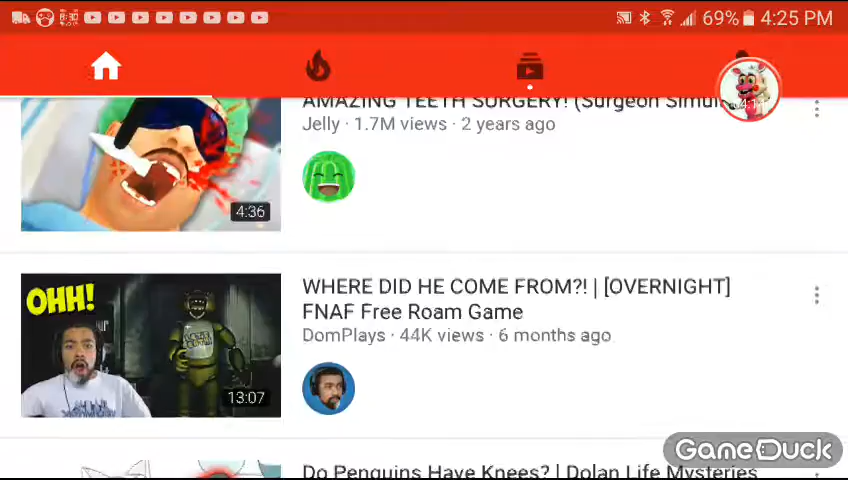 69% 4:25 PM
AMAZING TEETH SURGERY! (Surgeon
Jelly · 1.7M views · 2 years ago
4:36
OHH!
WHERE DID HE COME FROM?! | [OVERNIGHT]
FNAF Free Roam Game
DomPlays · 44K views · 6 months ago
13:07
GameDuck
Do Penguins Have Knees? | Dolan Life Mysteries